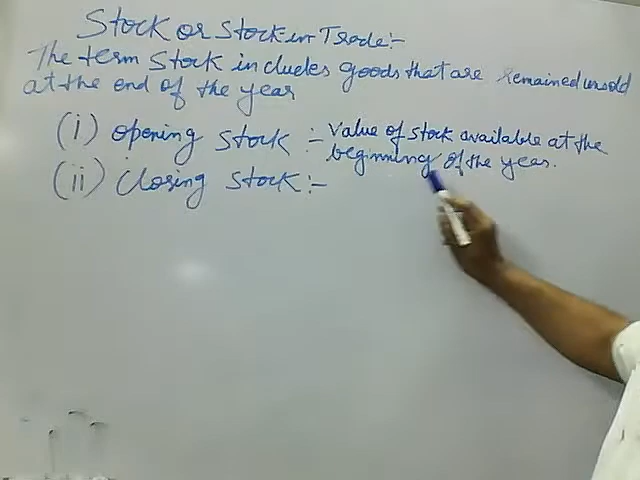 Stock or Stock in Trade:-
The term Stock includes goods that are remained unsold
at the end of the year
(i) opening stock :- Value of stock available at the
beginning of the year.
(ii) closing stock :-